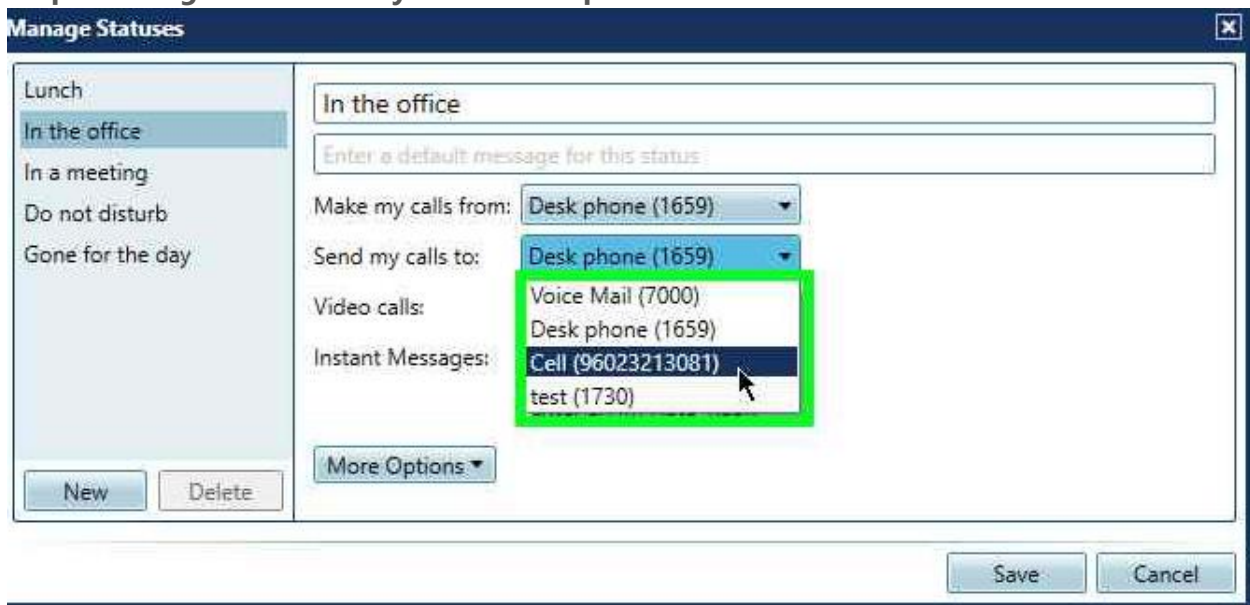 Manage Statuses
Lunch
In the office
In a meeting
Do not disturb
Gone for the day
New Delete
In the office
Enter a default message for this status
Make my calls from: Desk phone (1659)
Send my calls to: Desk phone (1659)
Video calls:
Instant Messages:
Voice Mail (7000)
Desk phone (1659)
Cell (96023213081)
test (1730)
More Options
Save Cancel